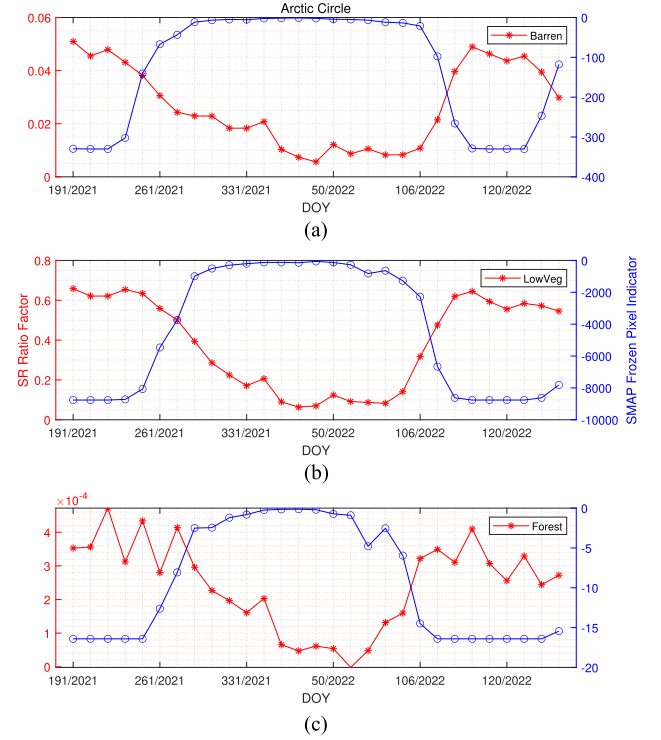 Arctic Circle
0.06
0.04
0.02
0
Barren
0
-100
-200
-300
-400
191/2021 261/2021 331/2021 50/2022 106/2022 120/2022
DOY
(a)
SR Ratio Factor
0.8
0.6
0.4
0.2
0
LowVeg
0
-2000
-4000
-6000
-8000
-10000
SMAP Frozen Pixel Indicator
191/2021 261/2021 331/2021 50/2022 106/2022 120/2022
DOY
(b)
×10⁻⁴
4
3
2
1
0
Forest
0
-5
-10
-15
-20
191/2021 261/2021 331/2021 50/2022 106/2022 120/2022
DOY
(c)